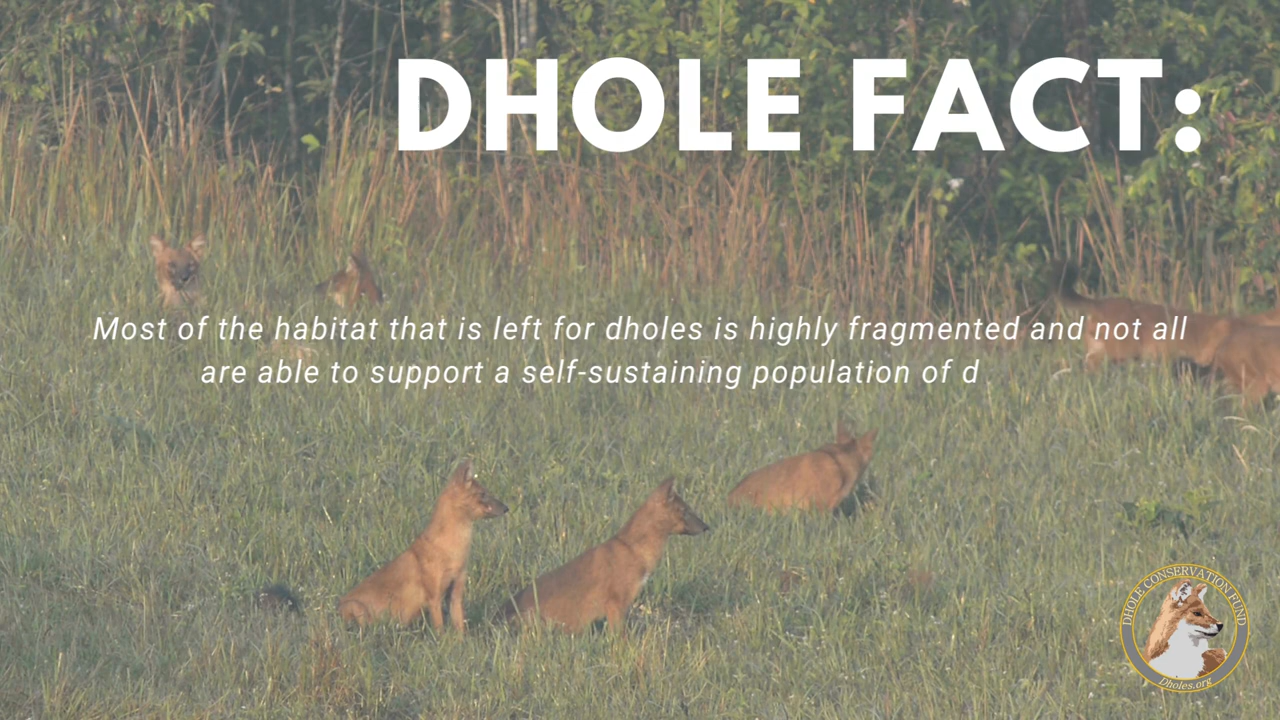 DHOLE FACT:
Most of the habitat that is left for dholes is highly fragmented and not all
are able to support a self-sustaining population of d
DHOLE CONSERVATION FUND
Dholes.org